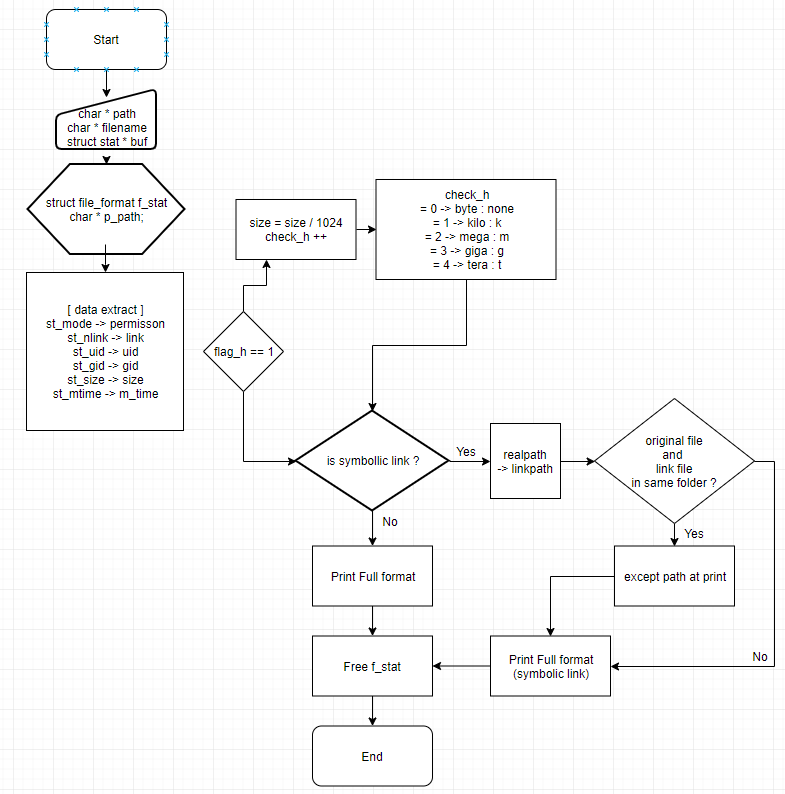 Start
char * path
char * filename
struct stat * buf
struct file_format f_stat
char * p_path;
[ data extract ]
st_mode -> permisson
st_nlink -> link
st_uid -> uid
st_gid -> gid
st_size -> size
st_mtime -> m_time
size = size / 1024
check_h ++
check_h
= 0 -> byte : none
= 1 -> kilo : k
= 2 -> mega : m
= 3 -> giga : g
= 4 -> tera : t
flag_h == 1
is symbollic link ?
Yes
realpath
-> linkpath
original file
and
link file
in same folder ?
No
Yes
Print Full format
except path at print
Free f_stat
Print Full format
(symbolic link)
No
End